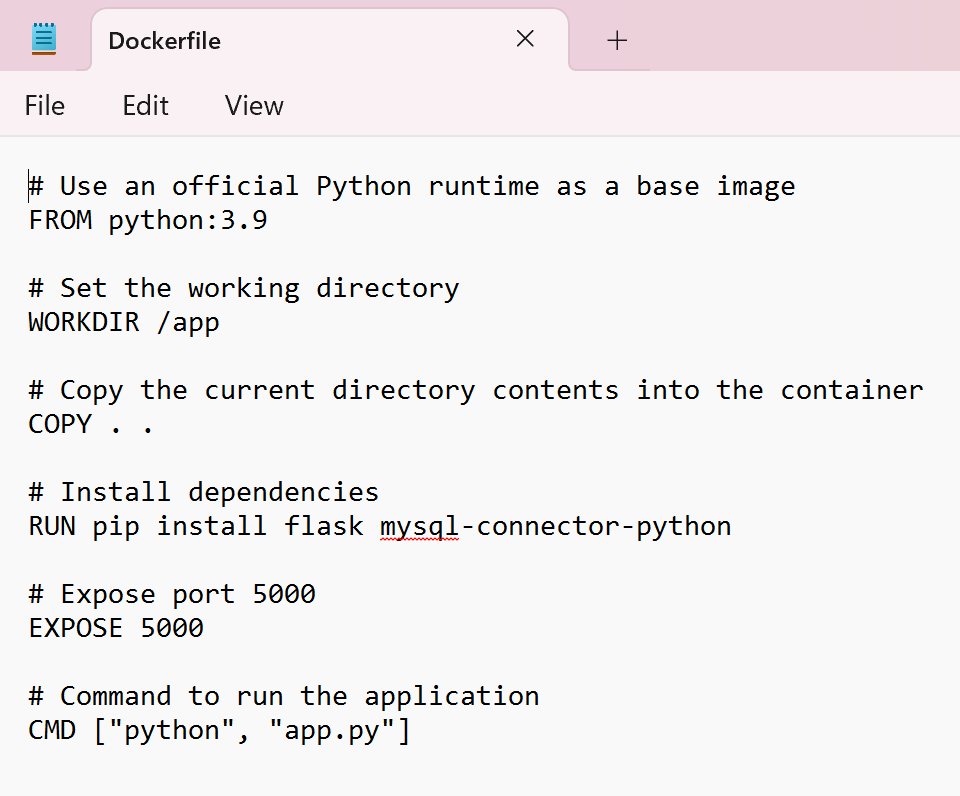 Dockerfile
File Edit View
# Use an official Python runtime as a base image
FROM python:3.9
# Set the working directory
WORKDIR /app
# Copy the current directory contents into the container
COPY . .
# Install dependencies
RUN pip install flask mysql-connector-python
# Expose port 5000
EXPOSE 5000
# Command to run the application
CMD ["python", "app.py"]